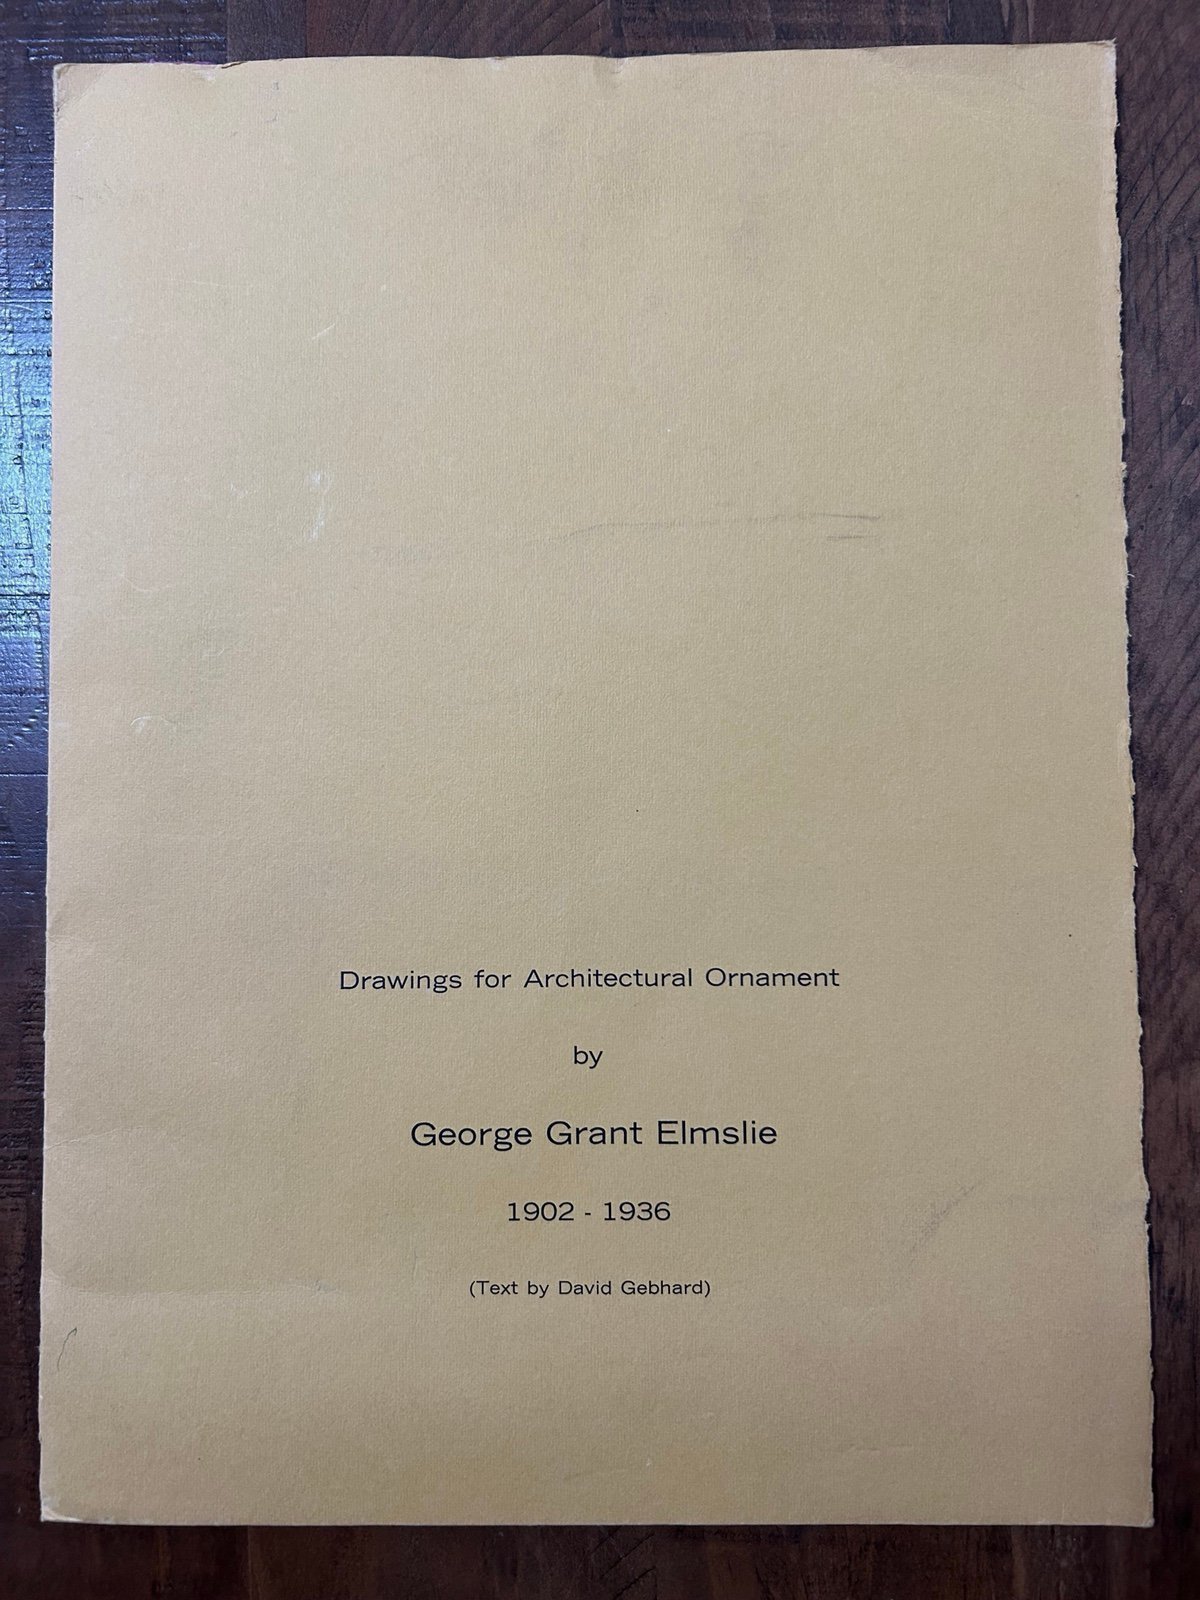 Drawings for Architectural Ornament
by
George Grant Elmslie
1902 - 1936
(Text by David Gebhard)